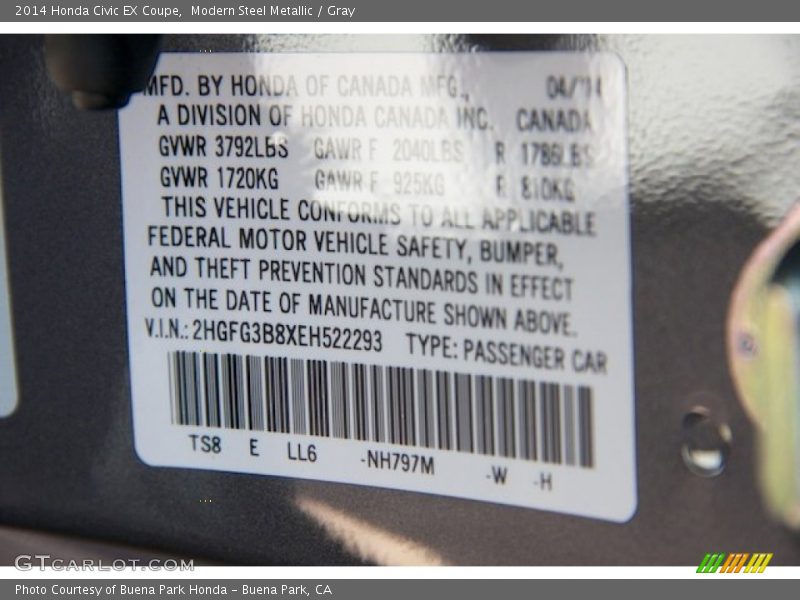 2014 Honda Civic EX Coupe, Modern Steel Metallic / Gray
MFD. BY HONDA OF CANADA MFG., 04/14
A DIVISION OF HONDA CANADA INC. CANADA
GVWR 3792LBS GAWR F 2040LBS R 1786LBS
GVWR 1720KG GAWR F 925KG R 810KG
THIS VEHICLE CONFORMS TO ALL APPLICABLE
FEDERAL MOTOR VEHICLE SAFETY, BUMPER,
AND THEFT PREVENTION STANDARDS IN EFFECT
ON THE DATE OF MANUFACTURE SHOWN ABOVE.
V.I.N.: 2HGFG3B8XEH522293 TYPE: PASSENGER CAR
TS8 E LL6 -NH797M -W -H
GTCARLOT.COM
Photo Courtesy of Buena Park Honda – Buena Park, CA